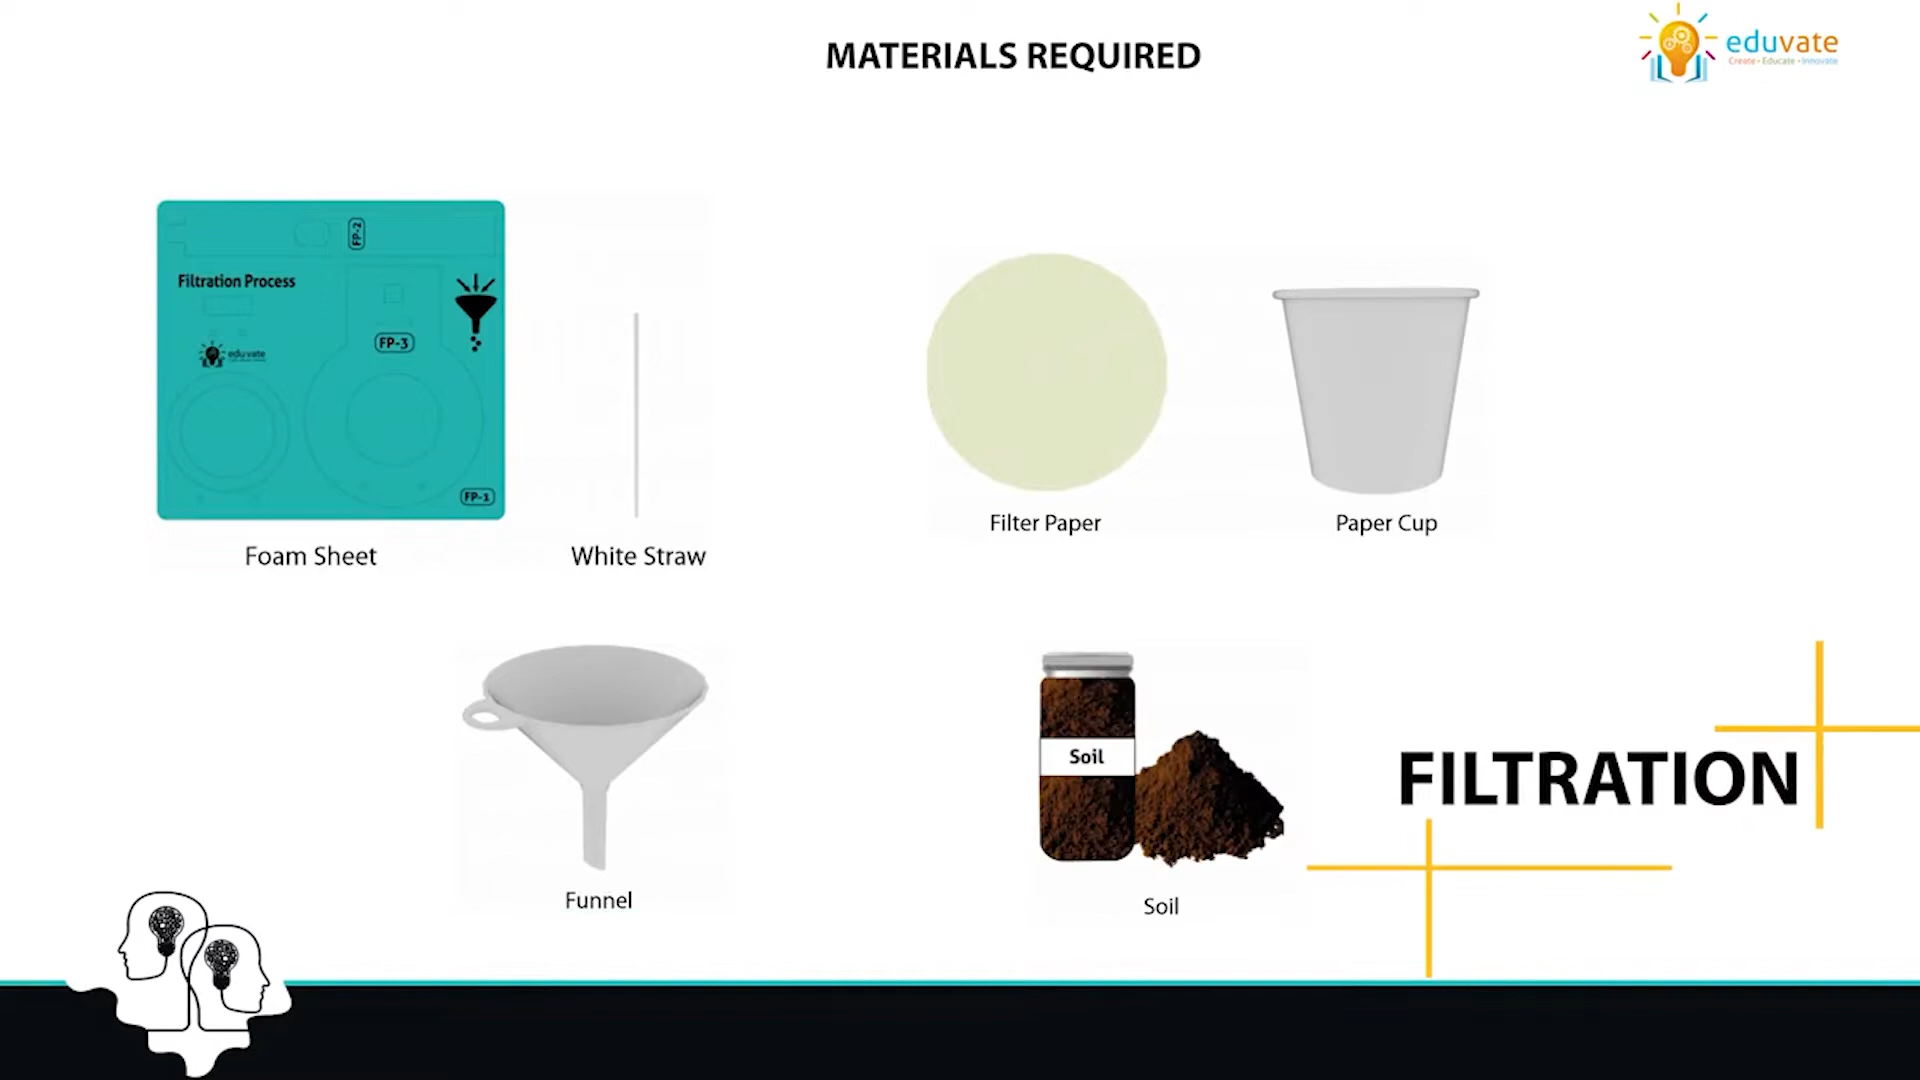 MATERIALS REQUIRED
eduvate
Create • Educate • Innovate
FP-2
Filtration Process
FP-3
eduvate
FP-1
Foam Sheet
White Straw
Filter Paper
Paper Cup
Soil
FILTRATION
Funnel
Soil